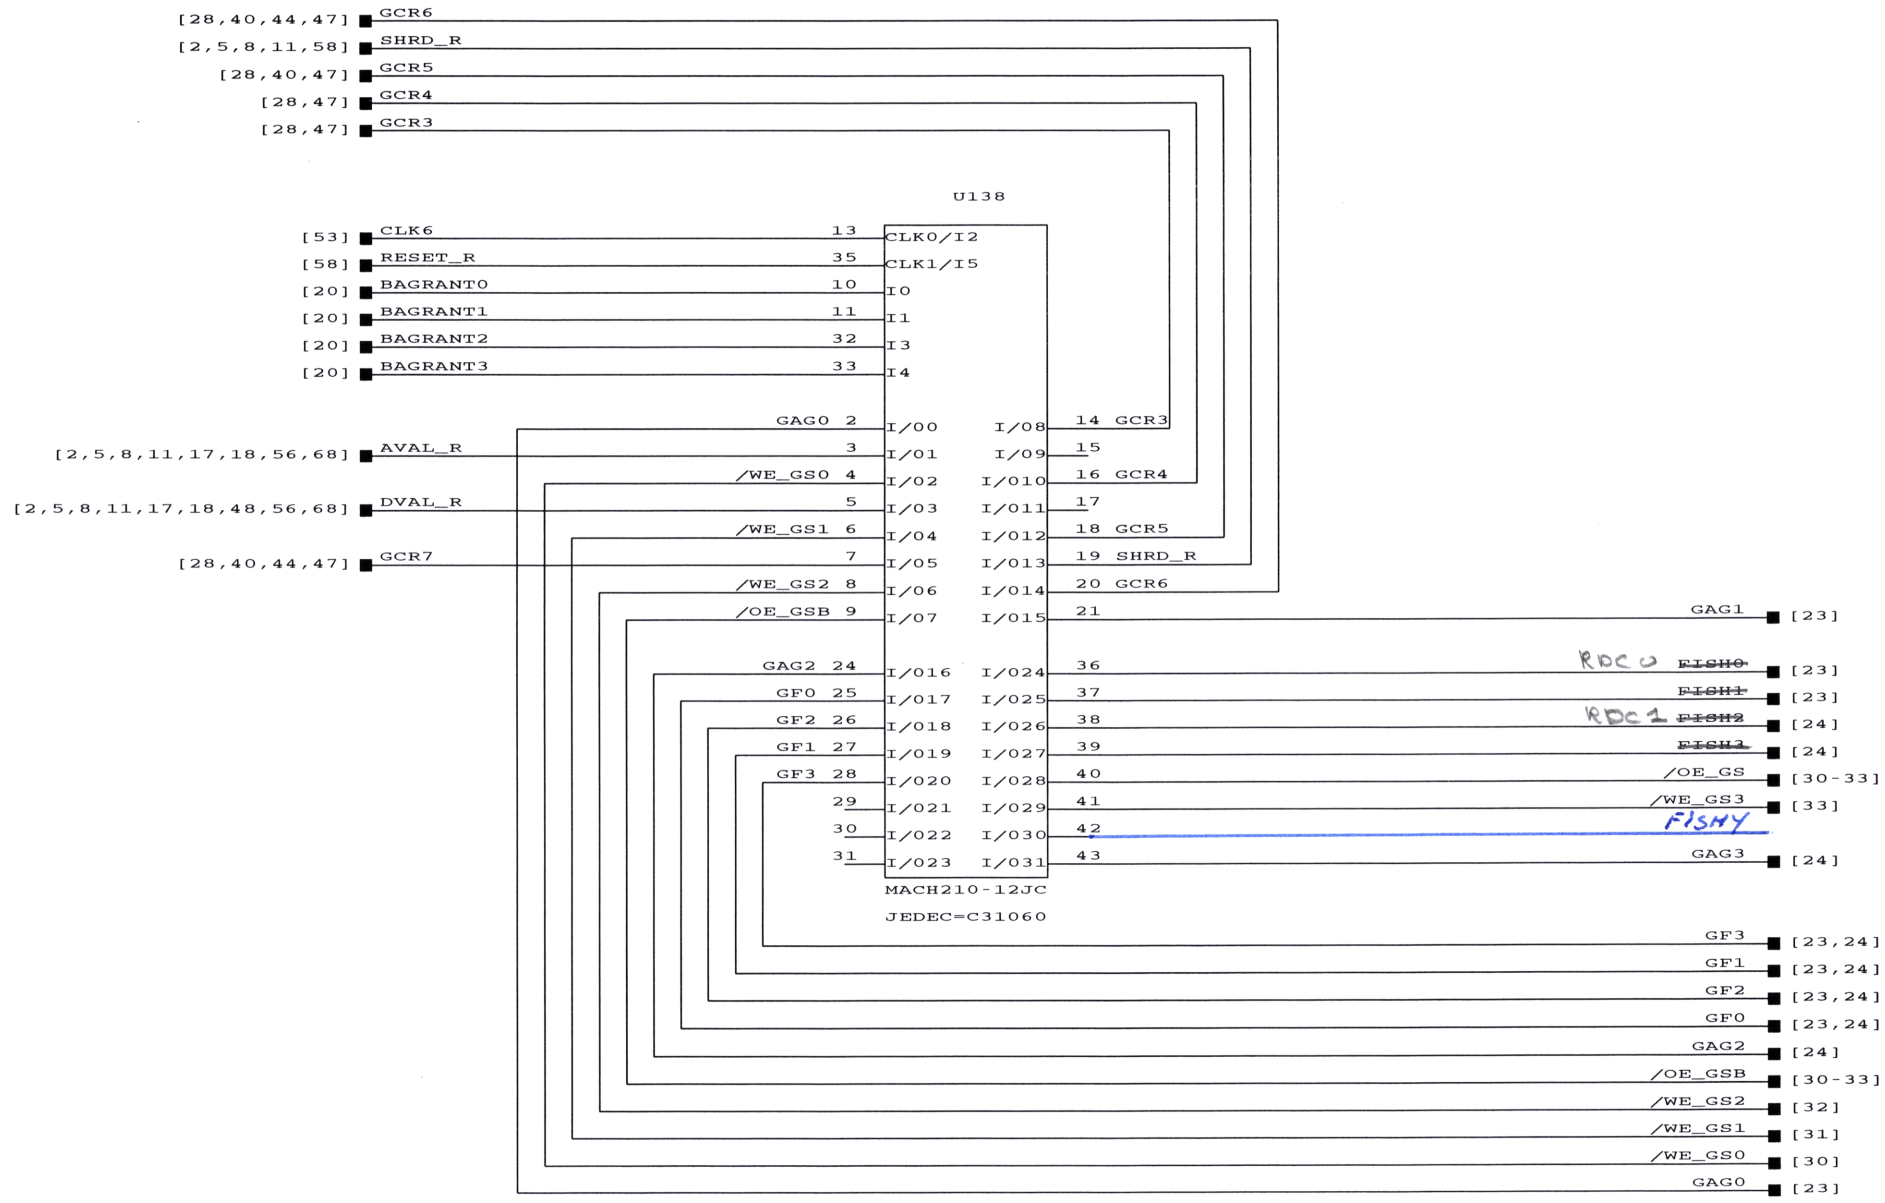 [28,40,44,47] GCR6
[2,5,8,11,58] SHRD_R
[28,40,47] GCR5
[28,47] GCR4
[28,47] GCR3
U138
[53] CLK6 13 CLK0/I2
[58] RESET_R 35 CLK1/I5
[20] BAGRANT0 10 I0
[20] BAGRANT1 11 I1
[20] BAGRANT2 32 I3
[20] BAGRANT3 33 I4
GAG0 2 I/O0 I/O8 14 GCR3
[2,5,8,11,17,18,56,68] AVAL_R 3 I/O1 I/O9 15
/WE_GS0 4 I/O2 I/O10 16 GCR4
[2,5,8,11,17,18,48,56,68] DVAL_R 5 I/O3 I/O11 17
/WE_GS1 6 I/O4 I/O12 18 GCR5
[28,40,44,47] GCR7 7 I/O5 I/O13 19 SHRD_R
/WE_GS2 8 I/O6 I/O14 20 GCR6
/OE_GSB 9 I/O7 I/O15 21 GAG1 [23]
GAG2 24 I/O16 I/O24 36 RDC0 FISH0 [23]
GF0 25 I/O17 I/O25 37 FISH1 [23]
GF2 26 I/O18 I/O26 38 RDC1 FISH2 [24]
GF1 27 I/O19 I/O27 39 FISH3 [24]
GF3 28 I/O20 I/O28 40 /OE_GS [30-33]
29 I/O21 I/O29 41 /WE_GS3 [33]
30 I/O22 I/O30 42 FISHY
31 I/O23 I/O31 43 GAG3 [24]
MACH210-12JC
JEDEC=C31060
GF3 [23,24]
GF1 [23,24]
GF2 [23,24]
GF0 [23,24]
GAG2 [24]
/OE_GSB [30-33]
/WE_GS2 [32]
/WE_GS1 [31]
/WE_GS0 [30]
GAG0 [23]